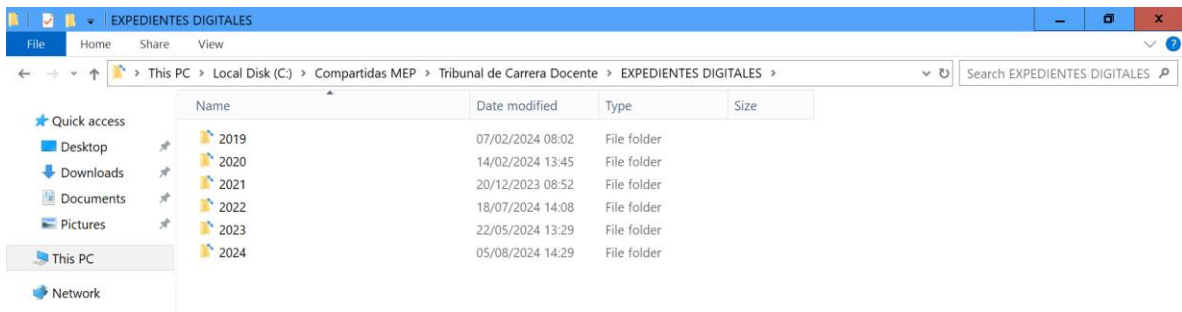 EXPEDIENTES DIGITALES
File Home Share View
This PC > Local Disk (C:) > Compartidas MEP > Tribunal de Carrera Docente > EXPEDIENTES DIGITALES > Search EXPEDIENTES DIGITALES
Name Date modified Type Size
Quick access
Desktop
Downloads
Documents
Pictures
This PC
Network
2019 07/02/2024 08:02 File folder
2020 14/02/2024 13:45 File folder
2021 20/12/2023 08:52 File folder
2022 18/07/2024 14:08 File folder
2023 22/05/2024 13:29 File folder
2024 05/08/2024 14:29 File folder